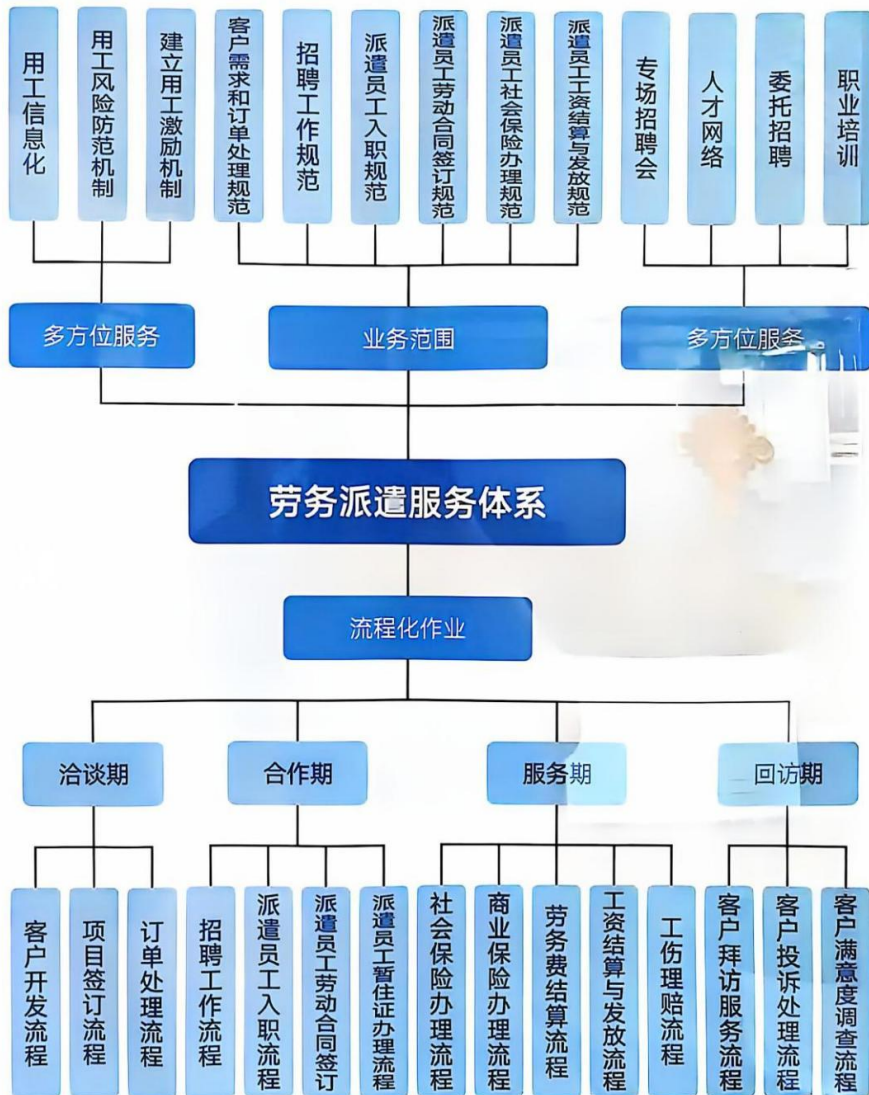 用工信息化
用工风险防范机制
建立用工激励机制
客户需求和订单处理规范
招聘工作规范
派遣员工入职规范
派遣员工劳动合同签订规范
派遣员工社会保险办理规范
派遣员工工资结算与发放规范
专场招聘会
人才网络
委托招聘
职业培训
多方位服务
业务范围
多方位服务
劳务派遣服务体系
流程化作业
洽谈期
合作期
服务期
回访期
客户开发流程
项目签订流程
订单处理流程
招聘工作流程
派遣员工入职流程
派遣员工劳动合同签订
派遣员工暂住证办理流程
社会保险办理流程
商业保险办理流程
劳务费结算流程
工资结算与发放流程
工伤理赔流程
客户拜访服务流程
客户投诉处理流程
客户满意度调查流程